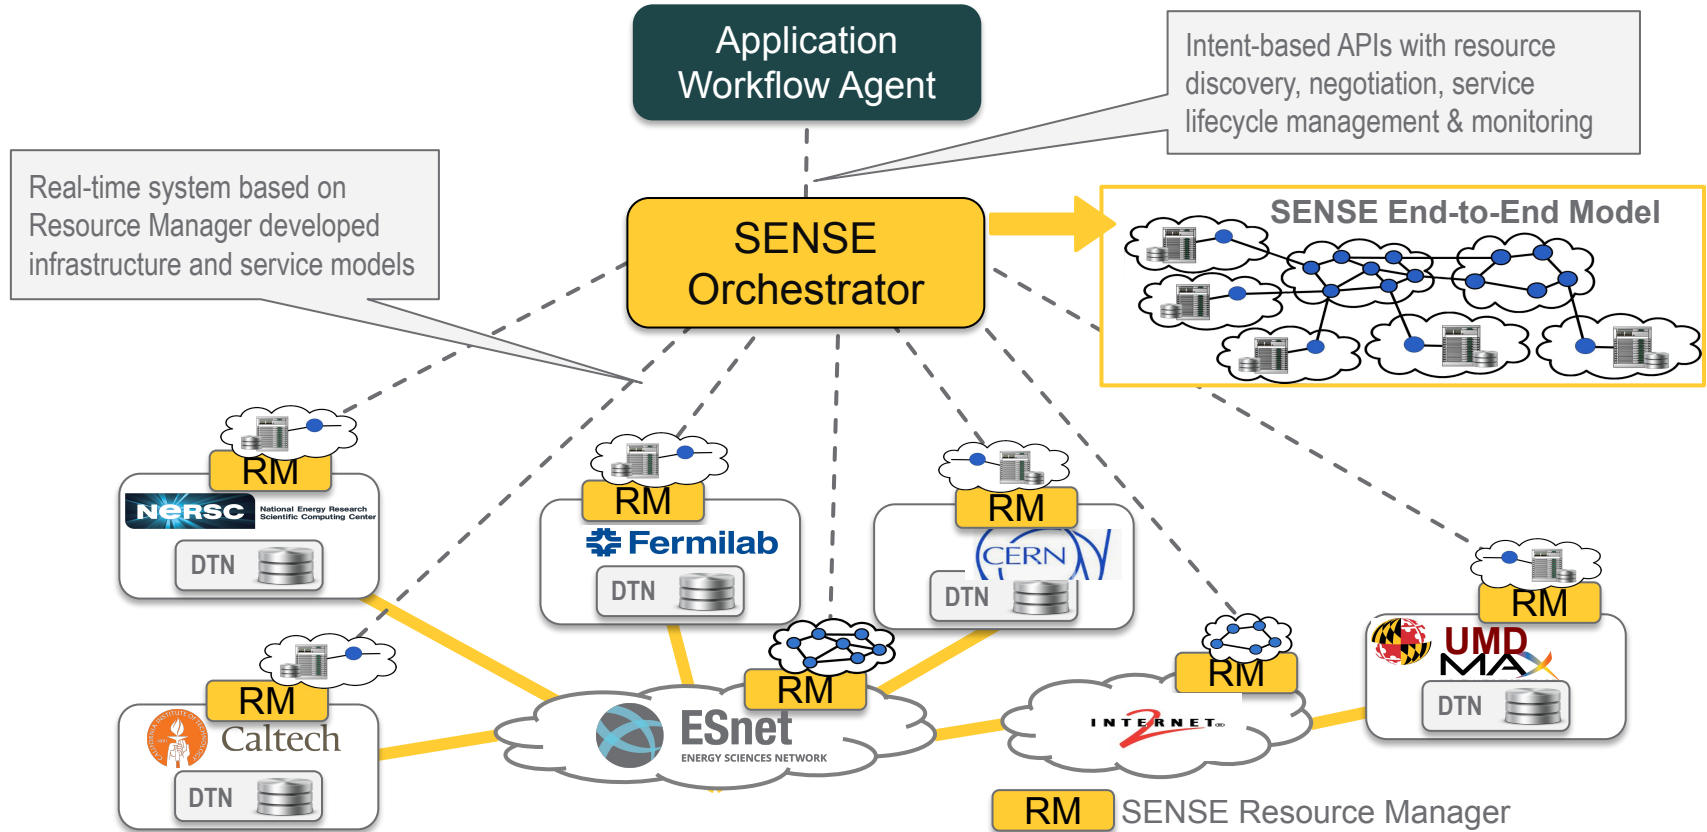 Application
Workflow Agent
Intent-based APIs with resource
discovery, negotiation, service
lifecycle management & monitoring
Real-time system based on
Resource Manager developed
infrastructure and service models
SENSE
Orchestrator
SENSE End-to-End Model
RM
NERSC
National Energy Research
Scientific Computing Center
DTN
RM
Fermilab
DTN
RM
CERN
DTN
RM
UMD
MAX
DTN
RM
Caltech
DTN
RM
ESnet
ENERGY SCIENCES NETWORK
RM
INTERNET
2
RM SENSE Resource Manager